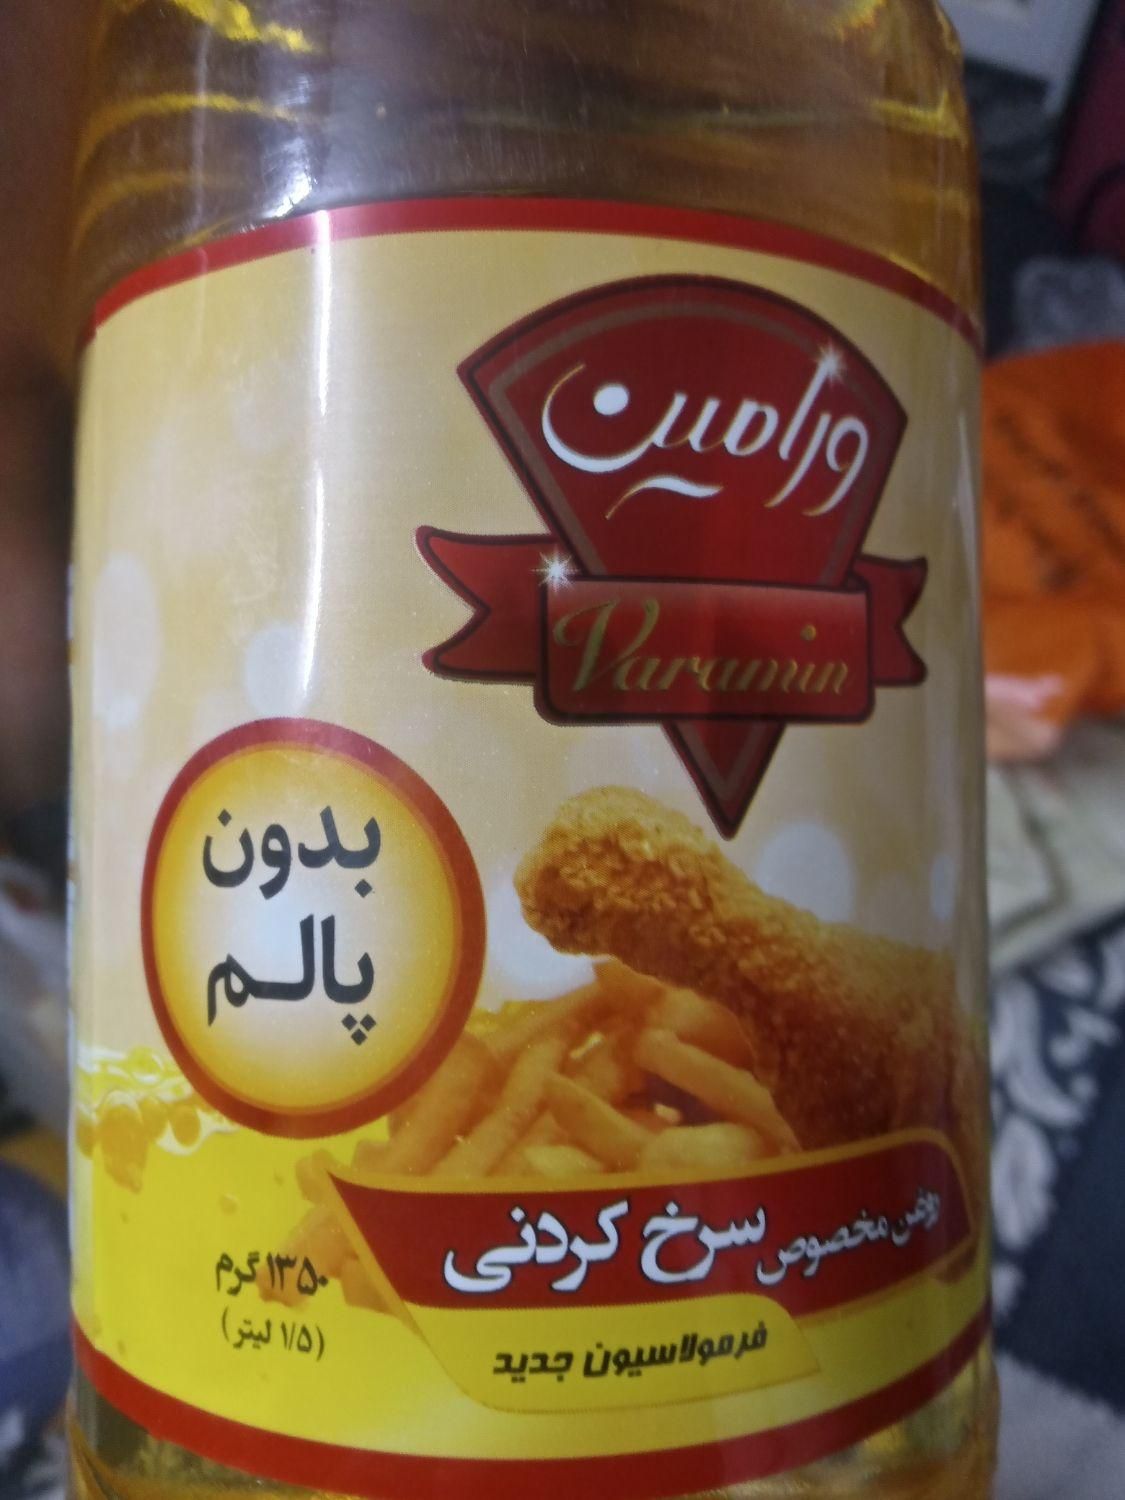 ورامین
Varamin
بدون
پالم
روغن مخصوص سرخ کردنی
فرمولاسیون جدید
۱۳۵۰ گرم
(۱/۵ لیتر)